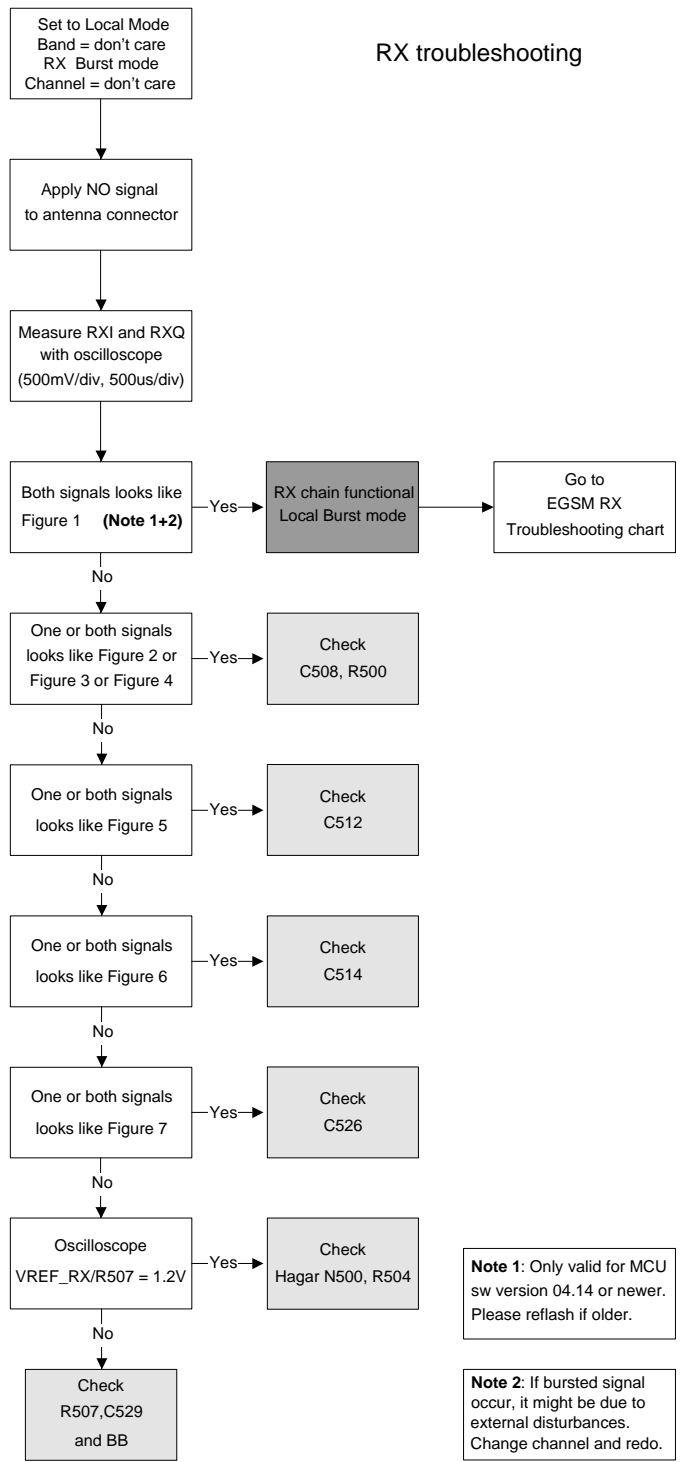 RX troubleshooting
Set to Local Mode
Band = don't care
RX Burst mode
Channel = don't care
Apply NO signal
to antenna connector
Measure RXI and RXQ
with oscilloscope
(500mV/div, 500us/div)
Both signals looks like
Figure 1 (Note 1+2)
Yes
RX chain functional
Local Burst mode
Go to
EGSM RX
Troubleshooting chart
No
One or both signals
looks like Figure 2 or
Figure 3 or Figure 4
Yes
Check
C508, R500
No
One or both signals
looks like Figure 5
Yes
Check
C512
No
One or both signals
looks like Figure 6
Yes
Check
C514
No
One or both signals
looks like Figure 7
Yes
Check
C526
No
Oscilloscope
VREF_RX/R507 = 1.2V
Yes
Check
Hagar N500, R504
No
Check
R507,C529
and BB
Note 1: Only valid for MCU
sw version 04.14 or newer.
Please reflash if older.
Note 2: If bursted signal
occur, it might be due to
external disturbances.
Change channel and redo.